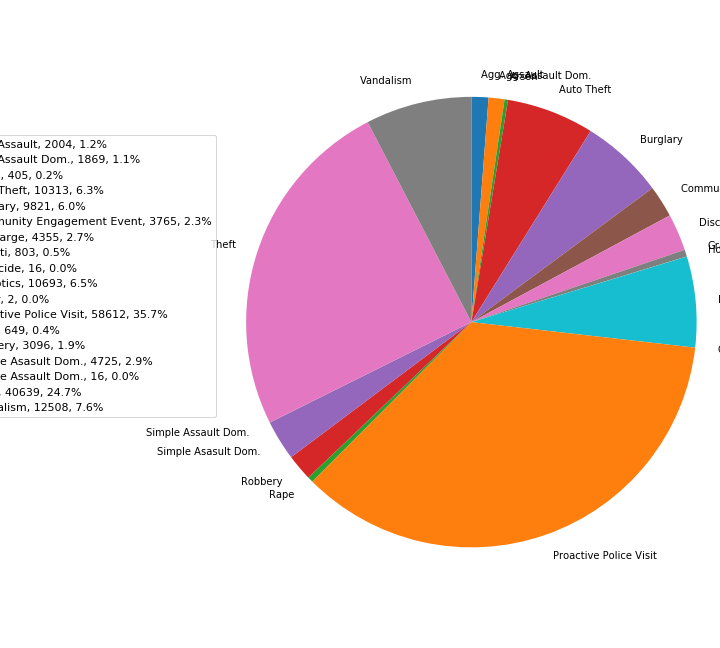 Assault, 2004, 1.2%
Assault Dom., 1869, 1.1%
, 405, 0.2%
Theft, 10313, 6.3%
ary, 9821, 6.0%
munity Engagement Event, 3765, 2.3%
arge, 4355, 2.7%
ti, 803, 0.5%
cide, 16, 0.0%
otics, 10693, 6.5%
, 2, 0.0%
tive Police Visit, 58612, 35.7%
, 649, 0.4%
ery, 3096, 1.9%
e Asasult Dom., 4725, 2.9%
e Assault Dom., 16, 0.0%
, 40639, 24.7%
alism, 12508, 7.6%
Vandalism
Agg. Assault
Agg. Assault Dom.
Auto Theft
Burglary
Commu
Disc
Gr
Ho
Theft
Simple Assault Dom.
Simple Asasult Dom.
Robbery
Rape
Proactive Police Visit